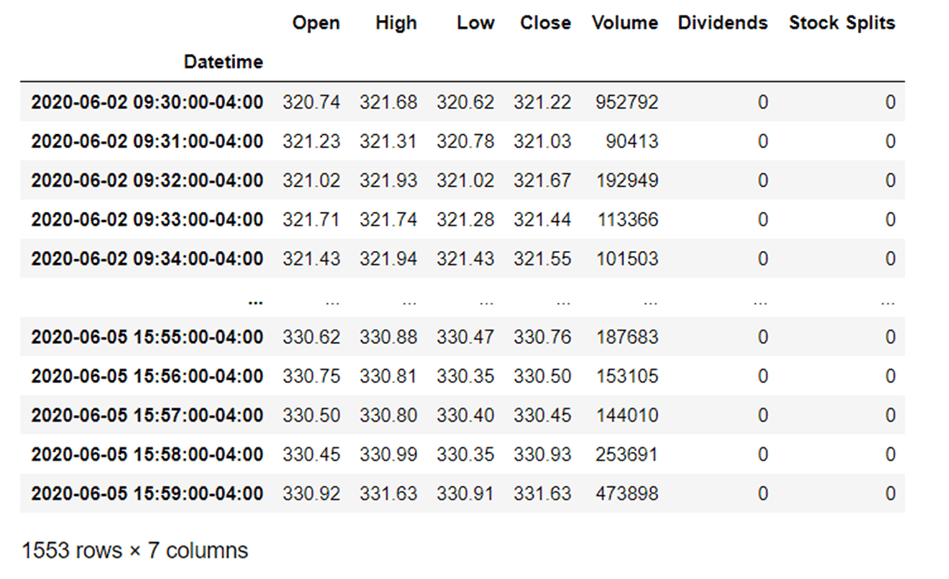 Open High Low Close Volume Dividends Stock Splits
Datetime
2020-06-02 09:30:00-04:00 320.74 321.68 320.62 321.22 952792 0 0
2020-06-02 09:31:00-04:00 321.23 321.31 320.78 321.03 90413 0 0
2020-06-02 09:32:00-04:00 321.02 321.93 321.02 321.67 192949 0 0
2020-06-02 09:33:00-04:00 321.71 321.74 321.28 321.44 113366 0 0
2020-06-02 09:34:00-04:00 321.43 321.94 321.43 321.55 101503 0 0
... ... ... ... ... ... ... ...
2020-06-05 15:55:00-04:00 330.62 330.88 330.47 330.76 187683 0 0
2020-06-05 15:56:00-04:00 330.75 330.81 330.35 330.50 153105 0 0
2020-06-05 15:57:00-04:00 330.50 330.80 330.40 330.45 144010 0 0
2020-06-05 15:58:00-04:00 330.45 330.99 330.35 330.93 253691 0 0
2020-06-05 15:59:00-04:00 330.92 331.63 330.91 331.63 473898 0 0
1553 rows × 7 columns